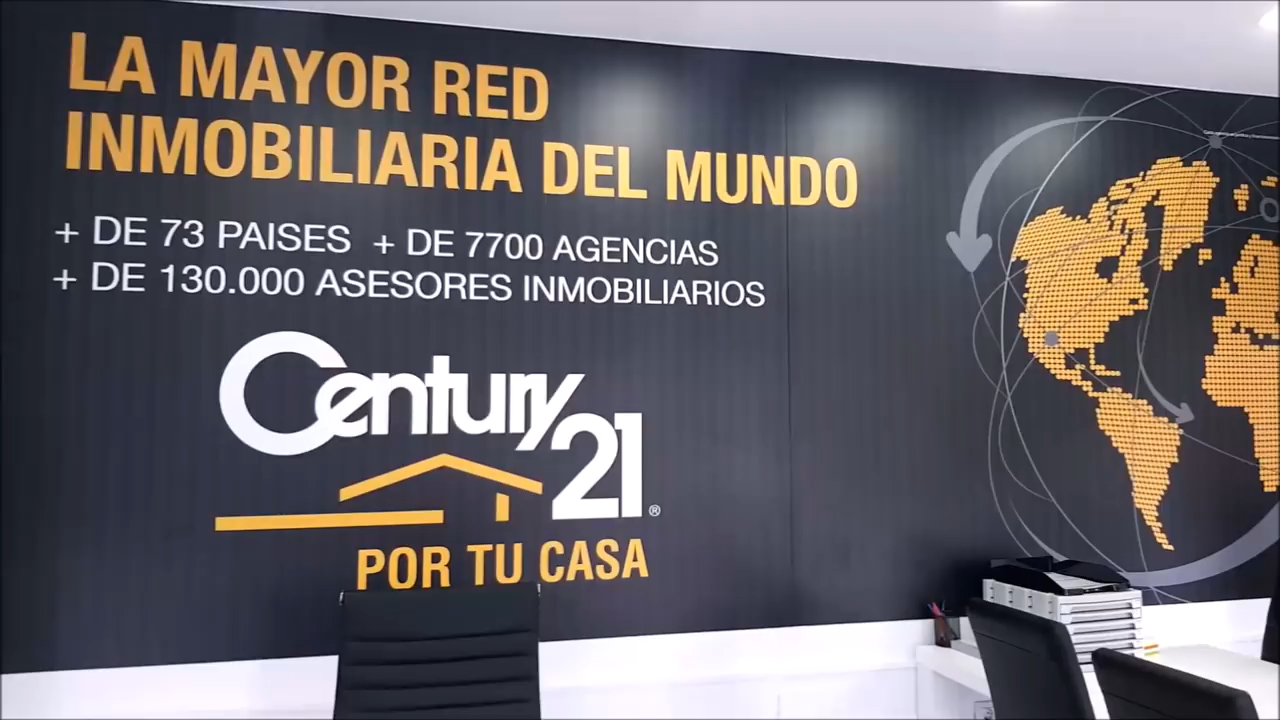 LA MAYOR RED
INMOBILIARIA DEL MUNDO
+ DE 73 PAISES + DE 7700 AGENCIAS
+ DE 130.000 ASESORES INMOBILIARIOS
Century
21®
POR TU CASA